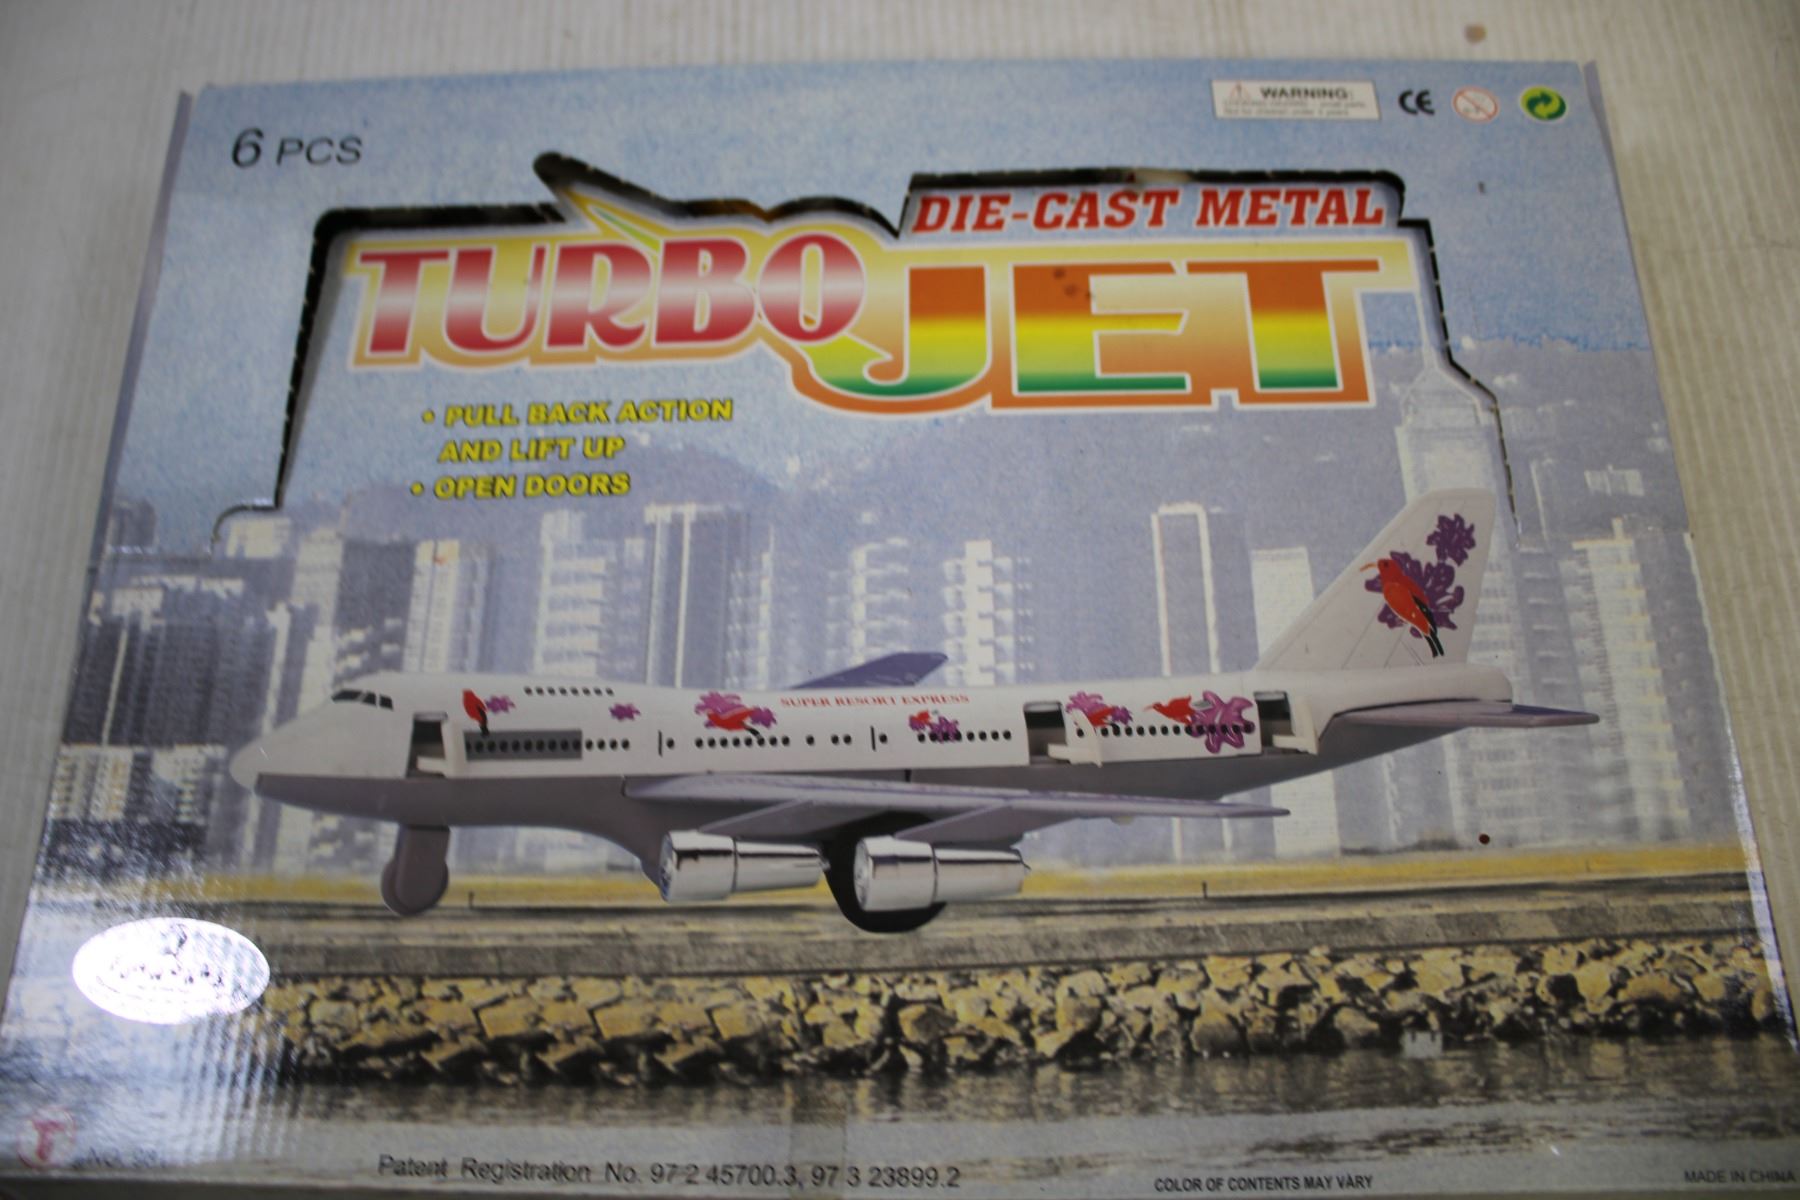 6 PCS
WARNING:
CE
DIE-CAST METAL
TURBO JET
• PULL BACK ACTION
AND LIFT UP
• OPEN DOORS
SUPER RESORT EXPRESS
T
Patent Registration No. 97 2 45700.3, 97 3 23899.2
COLOR OF CONTENTS MAY VARY
MADE IN CHINA